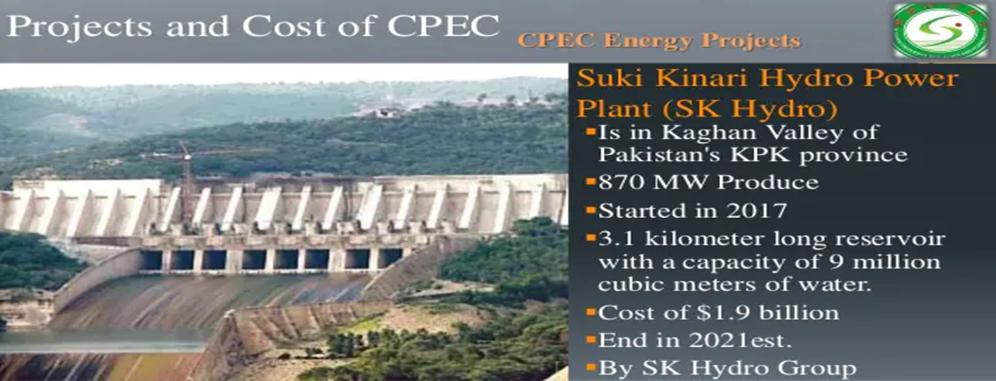 Projects and Cost of CPEC
CPEC Energy Projects
Suki Kinari Hydro Power
Plant (SK Hydro)
▪Is in Kaghan Valley of
Pakistan's KPK province
▪870 MW Produce
▪Started in 2017
▪3.1 kilometer long reservoir
with a capacity of 9 million
cubic meters of water.
▪Cost of $1.9 billion
▪End in 2021est.
▪By SK Hydro Group